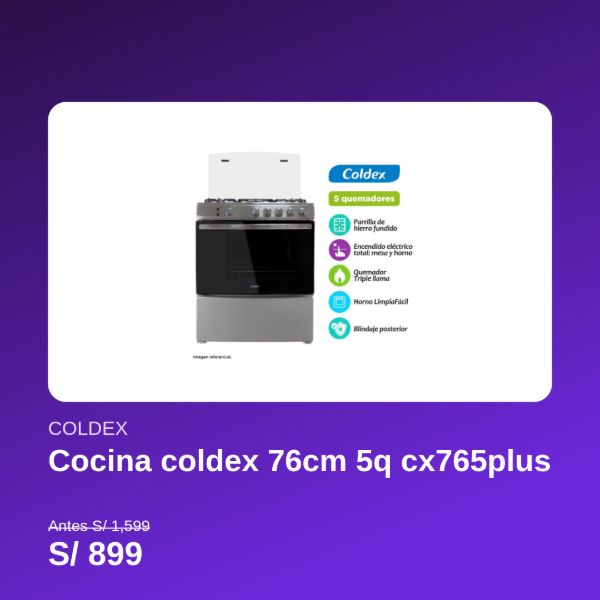 Coldex
5 quemadores
Parrilla de
hierro fundido
Encendido eléctrico
total: mesa y horno
Quemador
Triple llama
Horno LimpiaFácil
Blindaje posterior
Imagen referencial.
COLDEX
Cocina coldex 76cm 5q cx765plus
Antes S/ 1,599
S/ 899